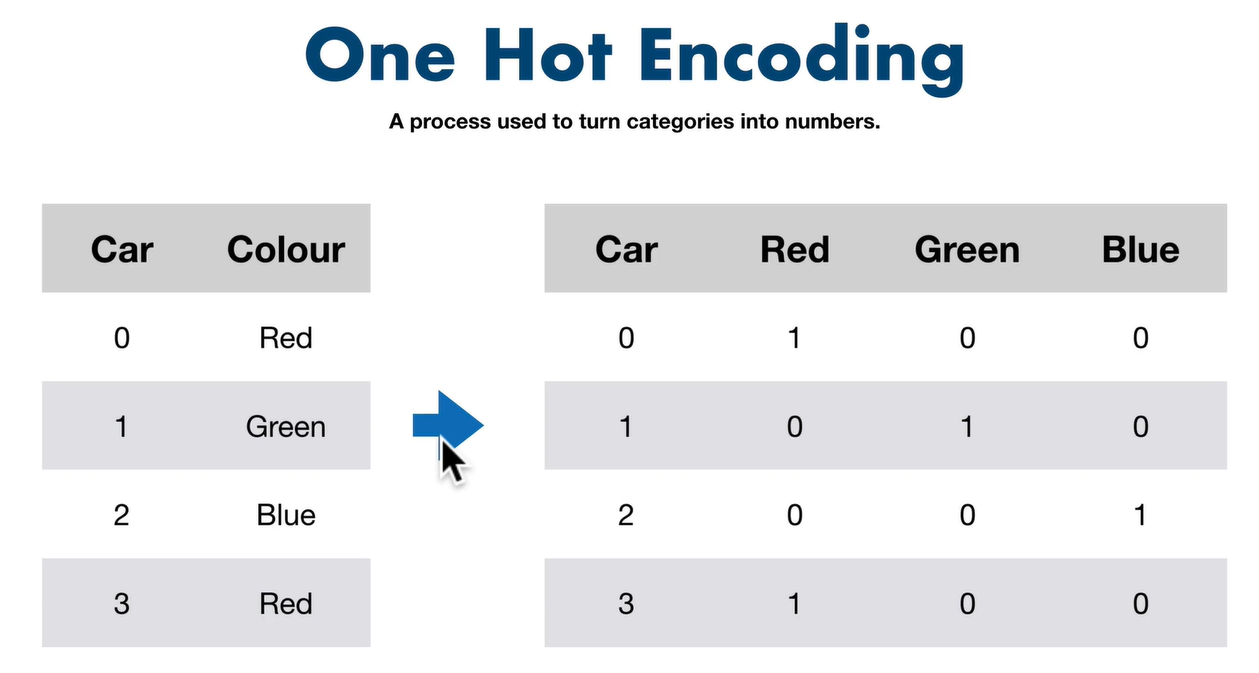 One Hot Encoding
A process used to turn categories into numbers.
Car Colour
0 Red
1 Green
2 Blue
3 Red
Car Red Green Blue
0 1 0 0
1 0 1 0
2 0 0 1
3 1 0 0